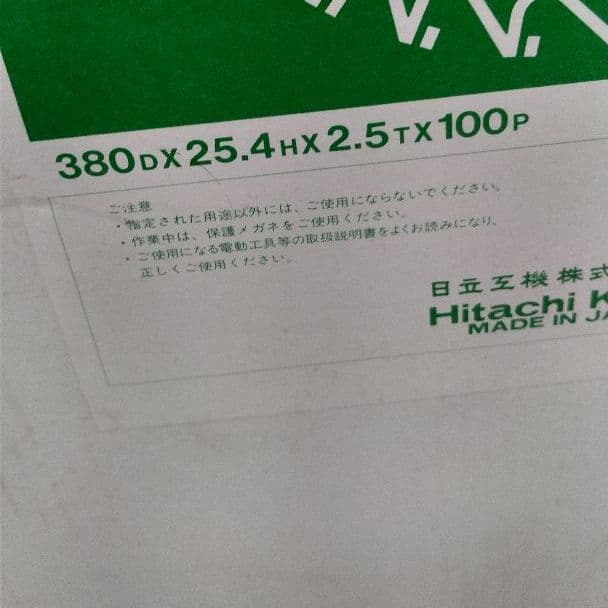 380DX25.4HX2.5TX100P
ご注意
・指定された用途以外には、ご使用にならないでください。
・作業中は、保護メガネをご使用ください。
・ご使用になる電動工具等の取扱説明書をよくお読みになり、
正しくご使用ください。
日立工機株式
Hitachi K
MADE IN JA